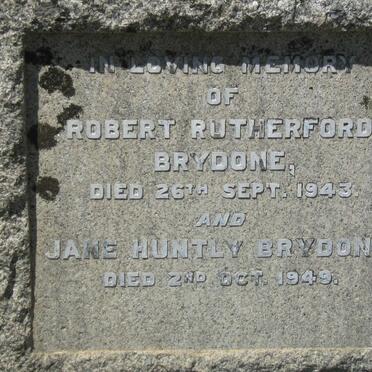 IN LOVING MEMORY
OF
ROBERT RUTHERFORD
BRYDONE,
DIED 26TH SEPT. 1943
AND
JANE HUNTLY BRYDON
DIED 2ND OCT. 1949.